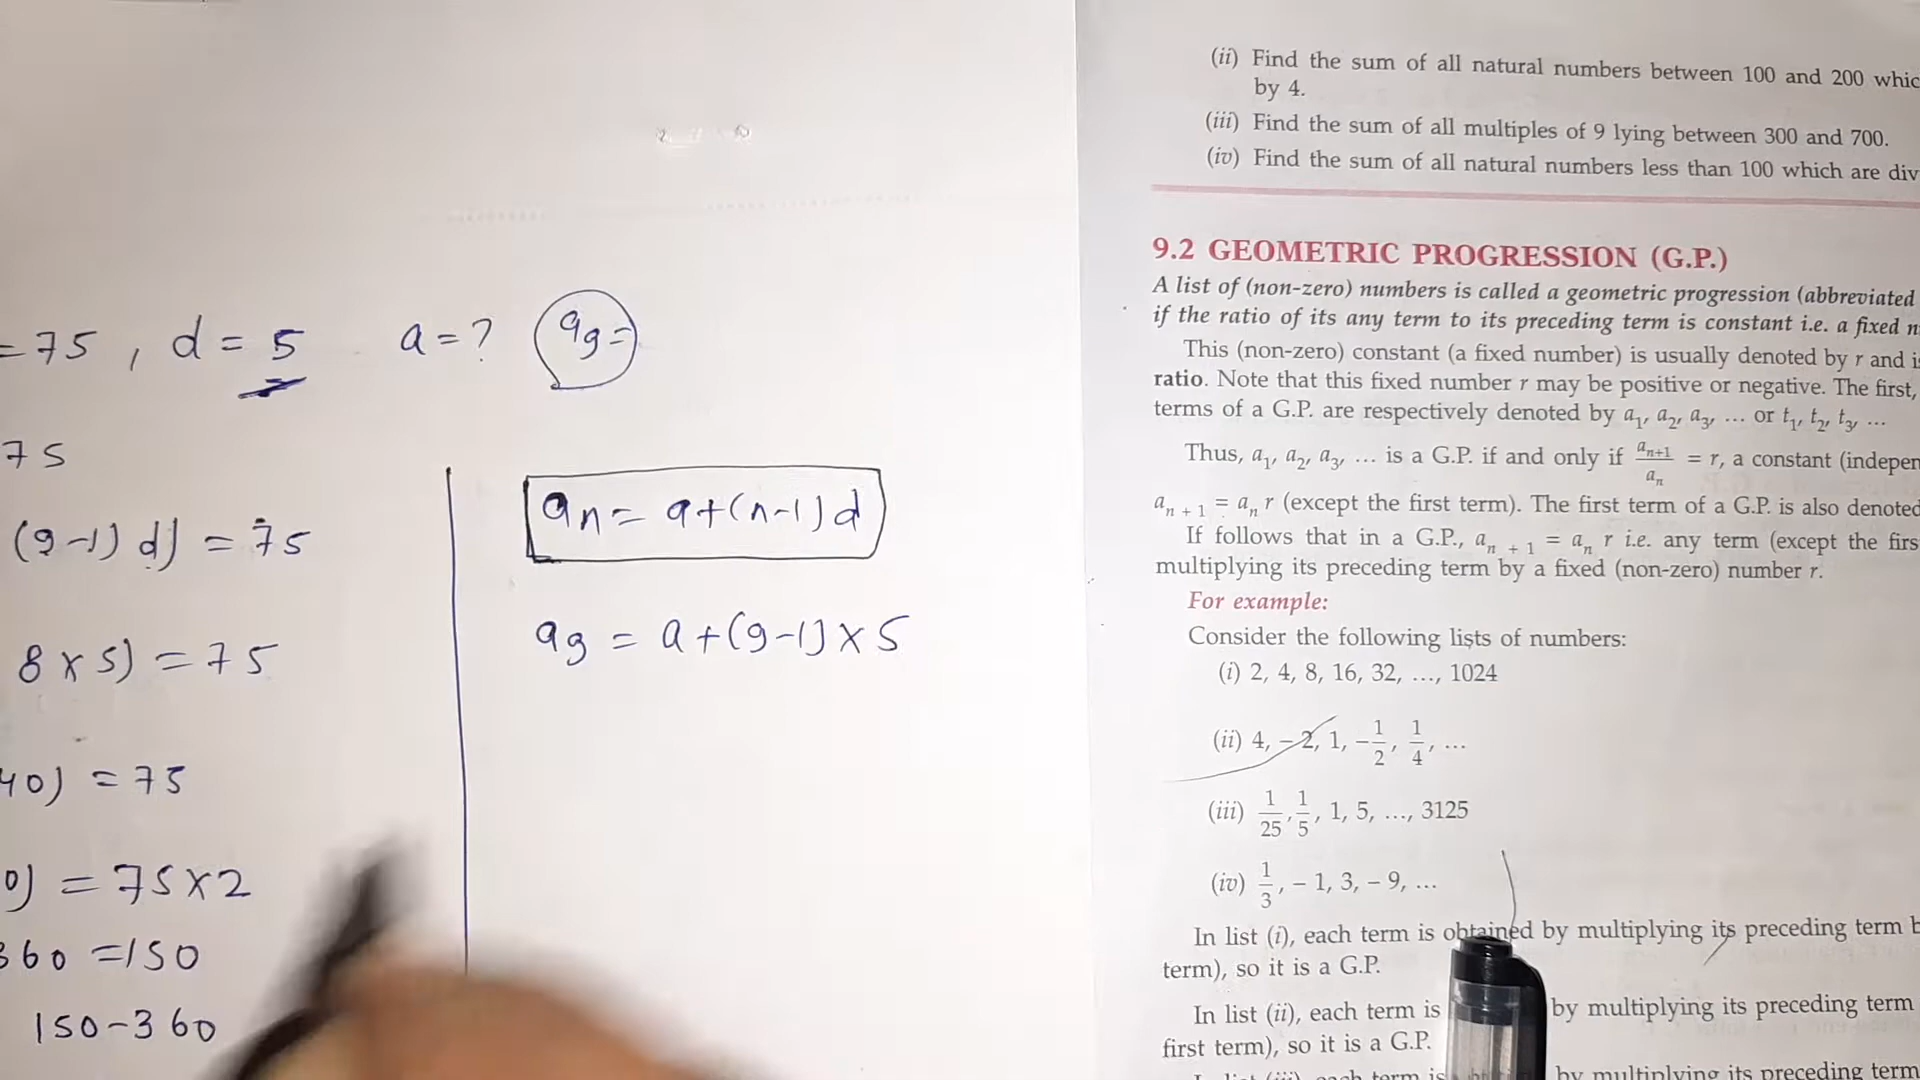 = 75 , d = 5 a = ? a9 =
75
(9-1) d) = 75
8 x 5) = 75
40) = 75
0) = 75 x 2
360 = 150
150 - 360
an = a + (n-1) d
a9 = a + (9-1) x 5
(ii) Find the sum of all natural numbers between 100 and 200 whic
by 4.
(iii) Find the sum of all multiples of 9 lying between 300 and 700.
(iv) Find the sum of all natural numbers less than 100 which are div
9.2 GEOMETRIC PROGRESSION (G.P.)
A list of (non-zero) numbers is called a geometric progression (abbreviated
if the ratio of its any term to its preceding term is constant i.e. a fixed n
This (non-zero) constant (a fixed number) is usually denoted by r and i
ratio. Note that this fixed number r may be positive or negative. The first,
terms of a G.P. are respectively denoted by a₁, a₂, a₃, ... or t₁, t₂, t₃, ...
Thus, a₁, a₂, a₃, ... is a G.P. if and only if aₙ₊₁/aₙ = r, a constant (indepen
aₙ₊₁ = aₙ r (except the first term). The first term of a G.P. is also denoted
If follows that in a G.P., aₙ₊₁ = aₙ r i.e. any term (except the firs
multiplying its preceding term by a fixed (non-zero) number r.
For example:
Consider the following lists of numbers:
(i) 2, 4, 8, 16, 32, ..., 1024
(ii) 4, – 2, 1, –1/2, 1/4, ...
(iii) 1/25, 1/5, 1, 5, ..., 3125
(iv) 1/3, – 1, 3, – 9, ...
In list (i), each term is obtained by multiplying its preceding term b
term), so it is a G.P.
In list (ii), each term is by multiplying its preceding term
first term), so it is a G.P.
each term is by multiplying its preceding term